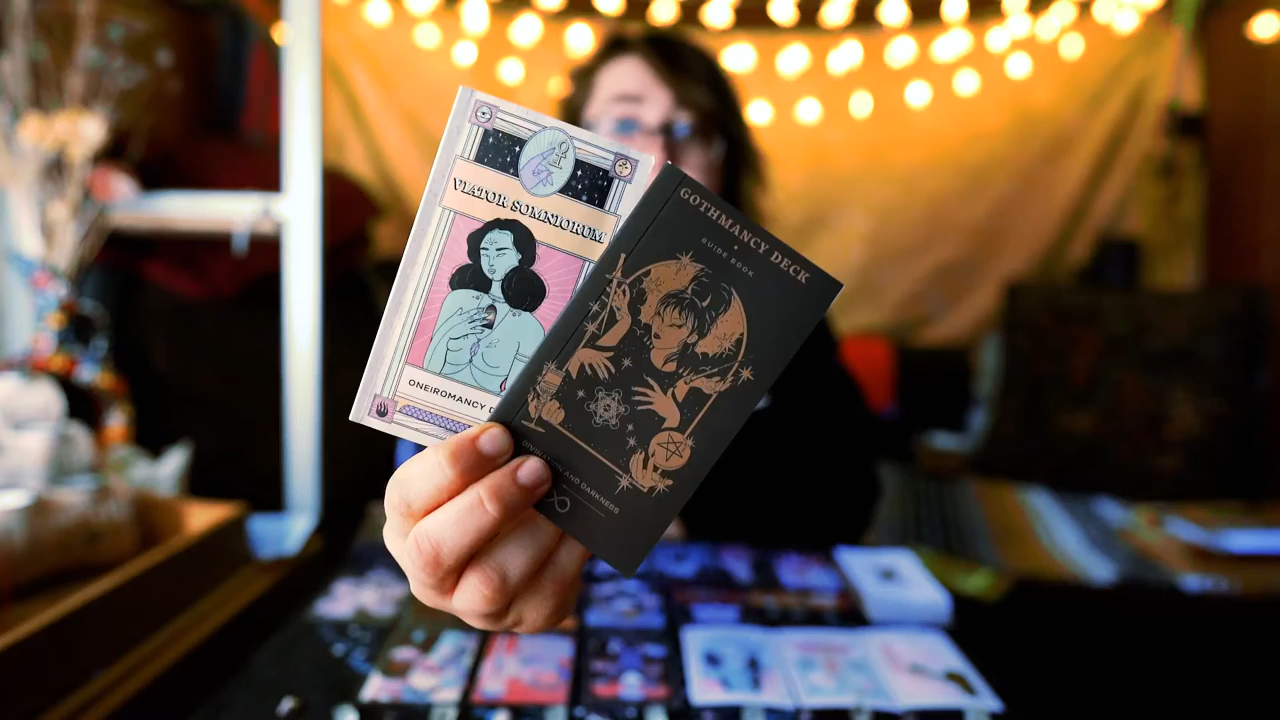 VIATOR SOMNIORUM
ONEIROMANCY D
GOTHMANCY DECK
GUIDE BOOK
DIVINATION AND DARKNESS